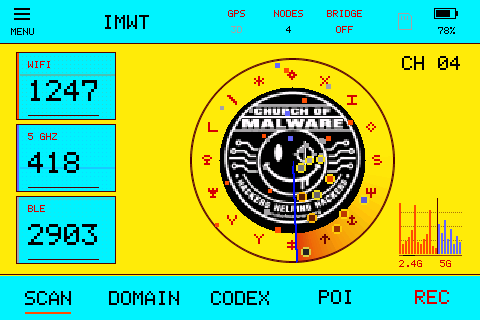 MENU
IMWT
GPS
NODES
4
BRIDGE
OFF
78%
WIFI
1247
5 GHZ
418
BLE
2903
CH 04
CHURCH OF
MALWARE
HACKERS HELPING HACKERS
2.4G 5G
SCAN DOMAIN CODEX POI REC